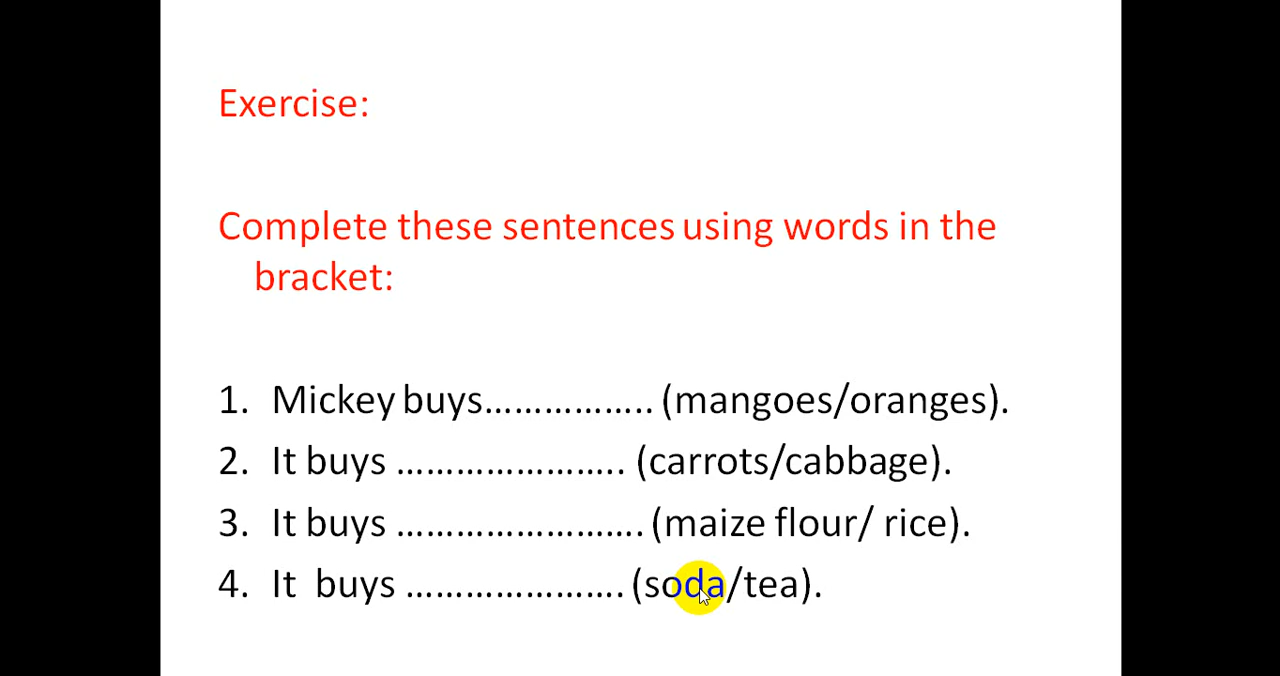 Exercise:
Complete these sentences using words in the
bracket:
1. Mickey buys…………….. (mangoes/oranges).
2. It buys ………………….. (carrots/cabbage).
3. It buys ……………………. (maize flour/ rice).
4. It  buys …………………. (soda/tea).